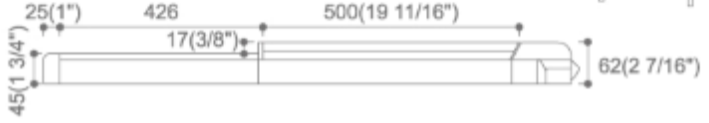 25(1") 426 500(19 11/16")
17(3/8")
45(1 3/4")
62(2 7/16")